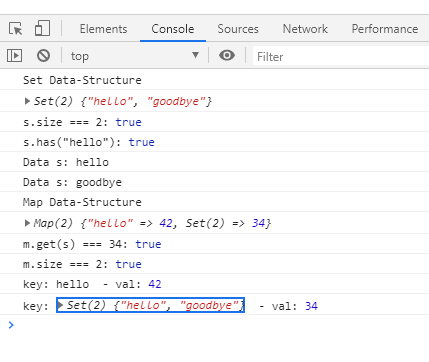 Elements Console Sources Network Performance
top Filter
Set Data-Structure
Set(2) {"hello", "goodbye"}
s.size === 2: true
s.has("hello"): true
Data s: hello
Data s: goodbye
Map Data-Structure
Map(2) {"hello" => 42, Set(2) => 34}
m.get(s) === 34: true
m.size === 2: true
key: hello  - val: 42
key: Set(2) {"hello", "goodbye"}  - val: 34